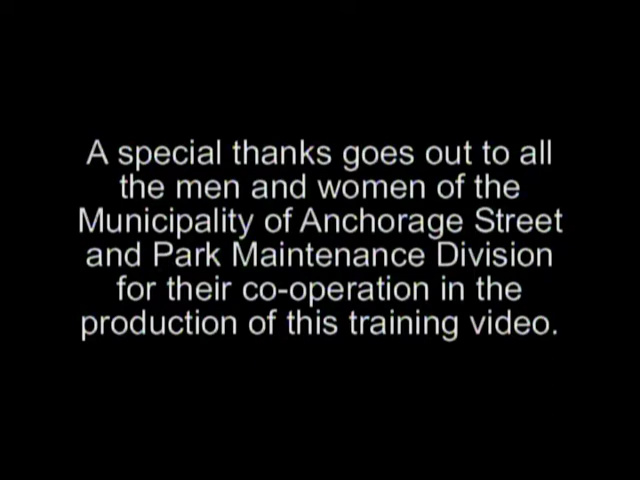 A special thanks goes out to all
the men and women of the
Municipality of Anchorage Street
and Park Maintenance Division
for their co-operation in the
production of this training video.